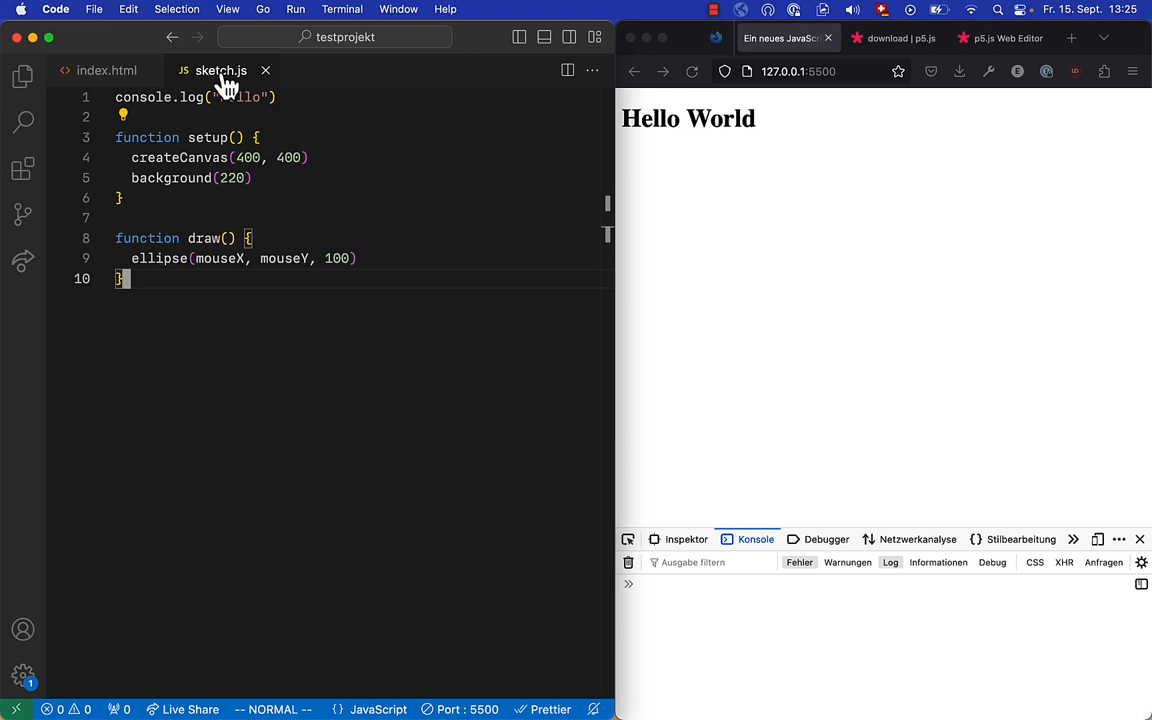 Code File Edit Selection View Go Run Terminal Window Help
Fr. 15. Sept. 13:25
testprojekt
index.html
JS sketch.js
1 console.log("
llo")
2
3 function setup() {
4 createCanvas(400, 400)
5 background(220)
6 }
7
8 function draw() {
9 ellipse(mouseX, mouseY, 100)
10 }
1
0 0 0 Live Share -- NORMAL -- {} JavaScript Port : 5500 Prettier
Ein neues JavaScri
download | p5.js
p5.js Web Editor
127.0.0.1:5500
Hello World
Inspektor Konsole Debugger Netzwerkanalyse {} Stilbearbeitung
Ausgabe filtern Fehler Warnungen Log Informationen Debug CSS XHR Anfragen